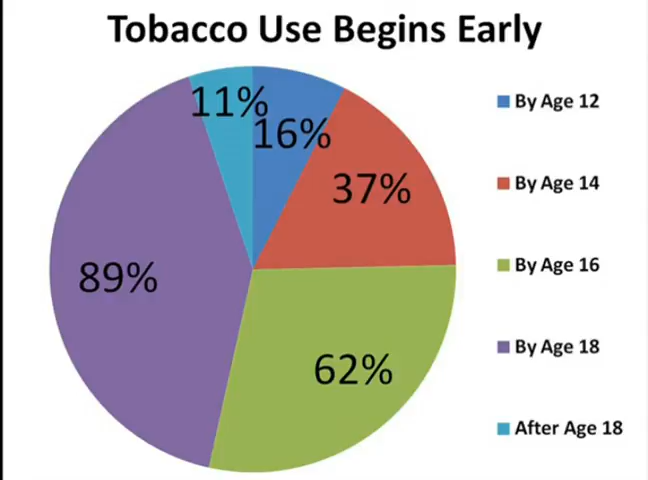 Tobacco Use Begins Early
11%
16%
37%
89%
62%
By Age 12
By Age 14
By Age 16
By Age 18
After Age 18